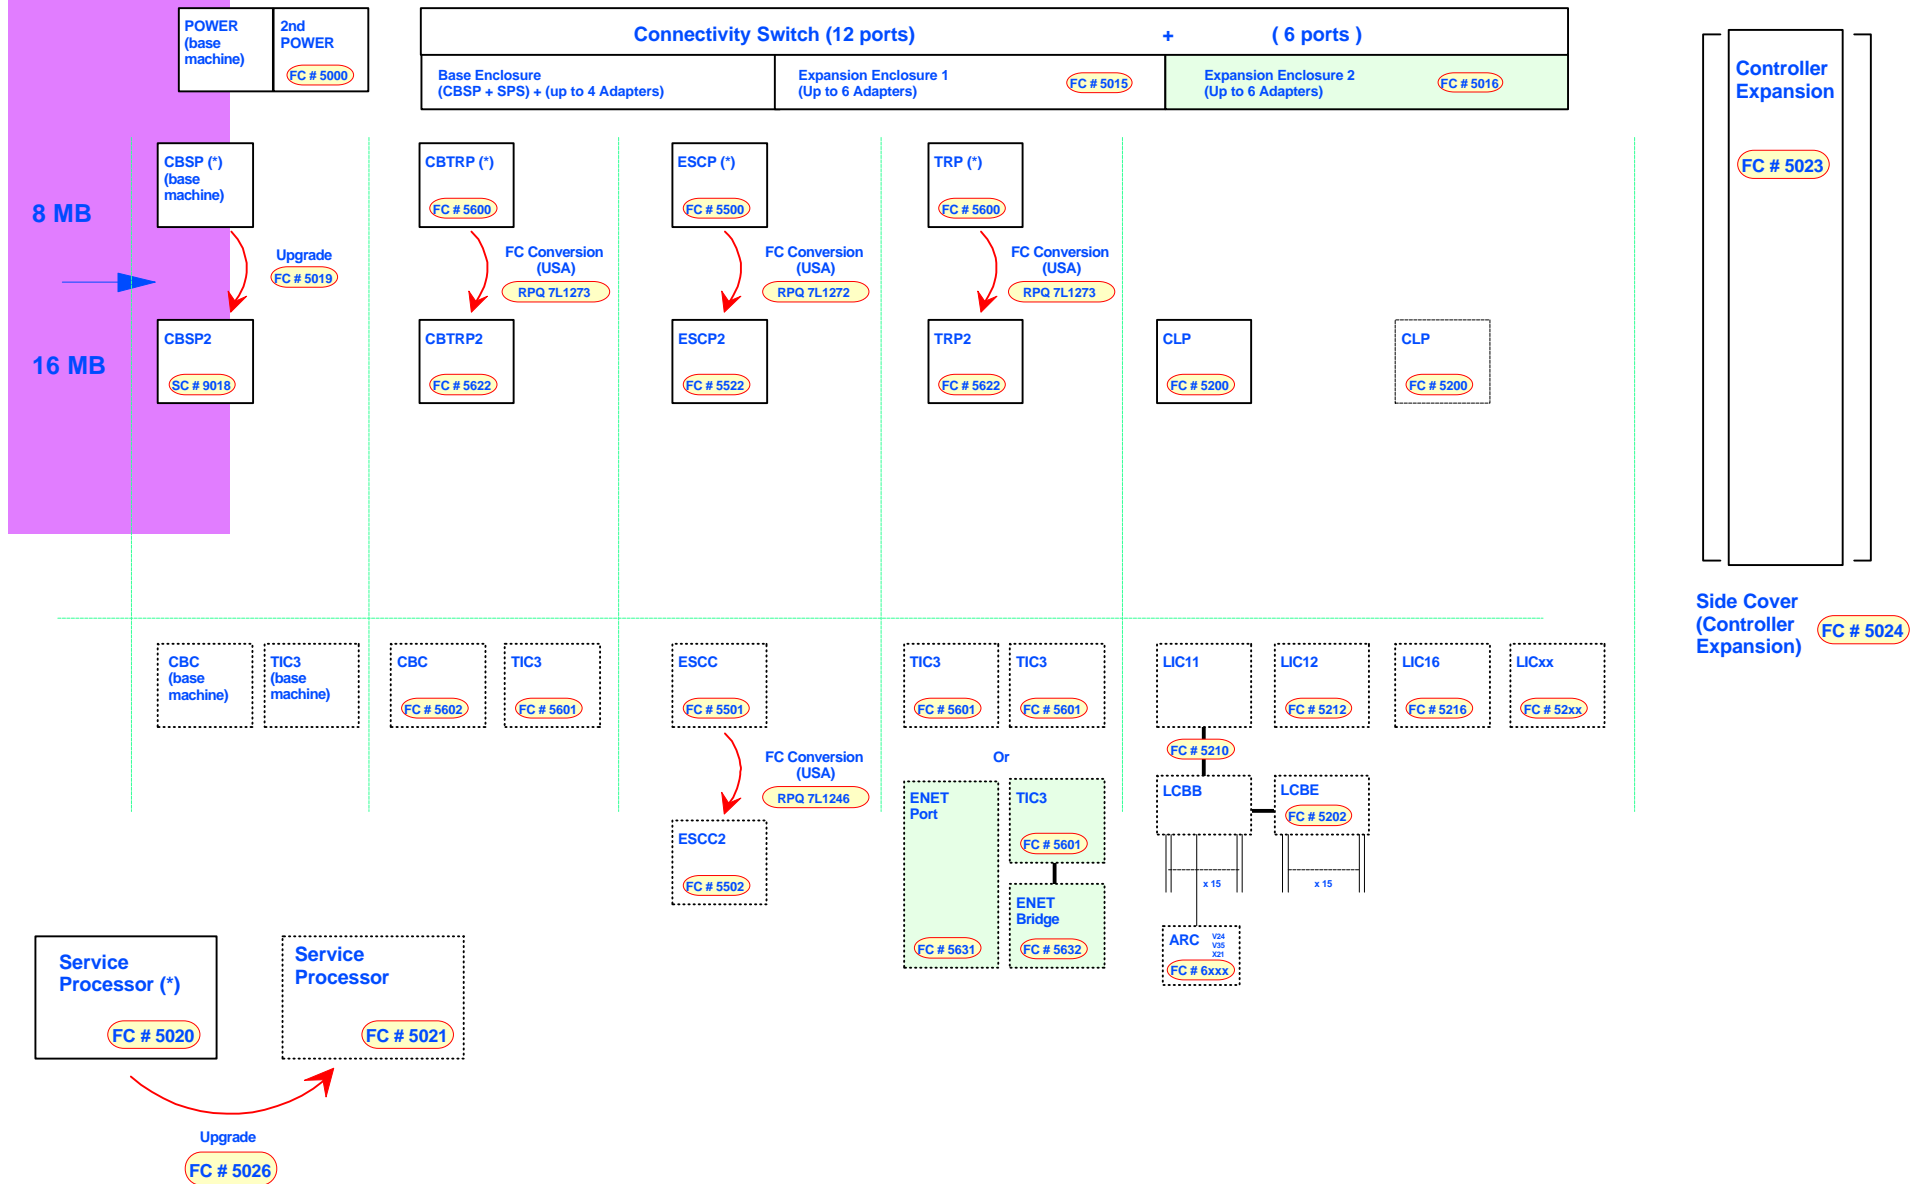 POWER
(base
machine)
2nd
POWER
FC # 5000
Connectivity Switch (12 ports) + ( 6 ports )
Base Enclosure
(CBSP + SPS) + (up to 4 Adapters)
Expansion Enclosure 1
(Up to 6 Adapters)
FC # 5015
Expansion Enclosure 2
(Up to 6 Adapters)
FC # 5016
Controller
Expansion
FC # 5023
8 MB
CBSP (*)
(base
machine)
CBTRP (*)
FC # 5600
ESCP (*)
FC # 5500
TRP (*)
FC # 5600
Upgrade
FC # 5019
FC Conversion
(USA)
RPQ 7L1273
FC Conversion
(USA)
RPQ 7L1272
FC Conversion
(USA)
RPQ 7L1273
16 MB
CBSP2
SC # 9018
CBTRP2
FC # 5622
ESCP2
FC # 5522
TRP2
FC # 5622
CLP
FC # 5200
CLP
FC # 5200
Side Cover
(Controller
Expansion)
FC # 5024
CBC
(base
machine)
TIC3
(base
machine)
CBC
FC # 5602
TIC3
FC # 5601
ESCC
FC # 5501
TIC3
FC # 5601
TIC3
FC # 5601
LIC11
LIC12
FC # 5212
LIC16
FC # 5216
LICxx
FC # 52xx
FC # 5210
FC Conversion
(USA)
RPQ 7L1246
Or
ESCC2
FC # 5502
ENET
Port
FC # 5631
TIC3
FC # 5601
ENET
Bridge
FC # 5632
LCBB
LCBE
FC # 5202
x 15
x 15
ARC
V24
V35
X21
FC # 6xxx
Service
Processor (*)
FC # 5020
Service
Processor
FC # 5021
Upgrade
FC # 5026